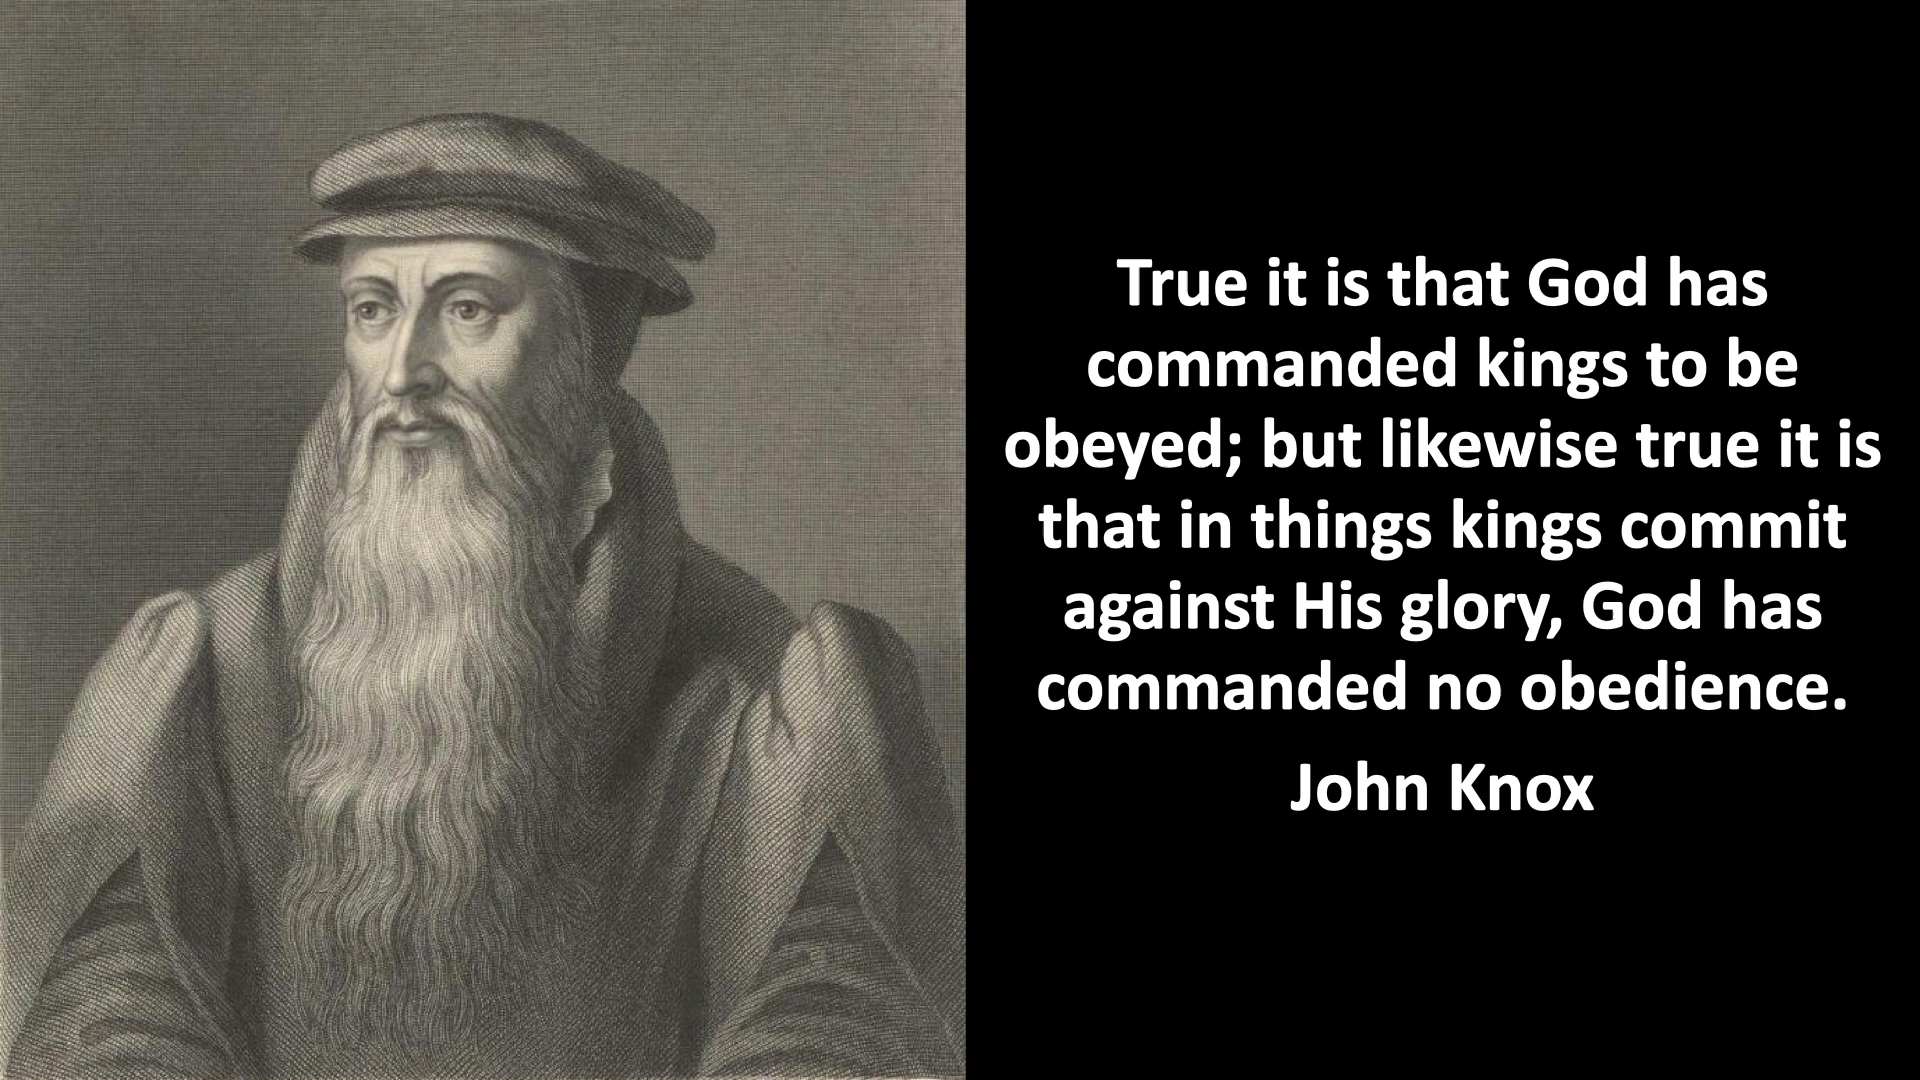 True it is that God has
commanded kings to be
obeyed; but likewise true it is
that in things kings commit
against His glory, God has
commanded no obedience.
John Knox